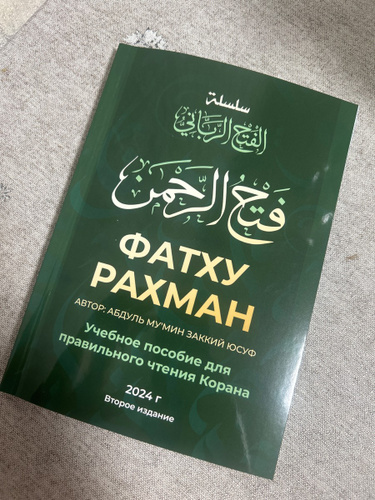 سلسلة
الفتح الرباني
فتح الرحمن
ФАТХУ
РАХМАН
АВТОР: АБДУЛЬ МУ'МИН ЗАККИЙ ЮСУФ
Учебное пособие для
правильного чтения Корана
2024 г
Второе издание